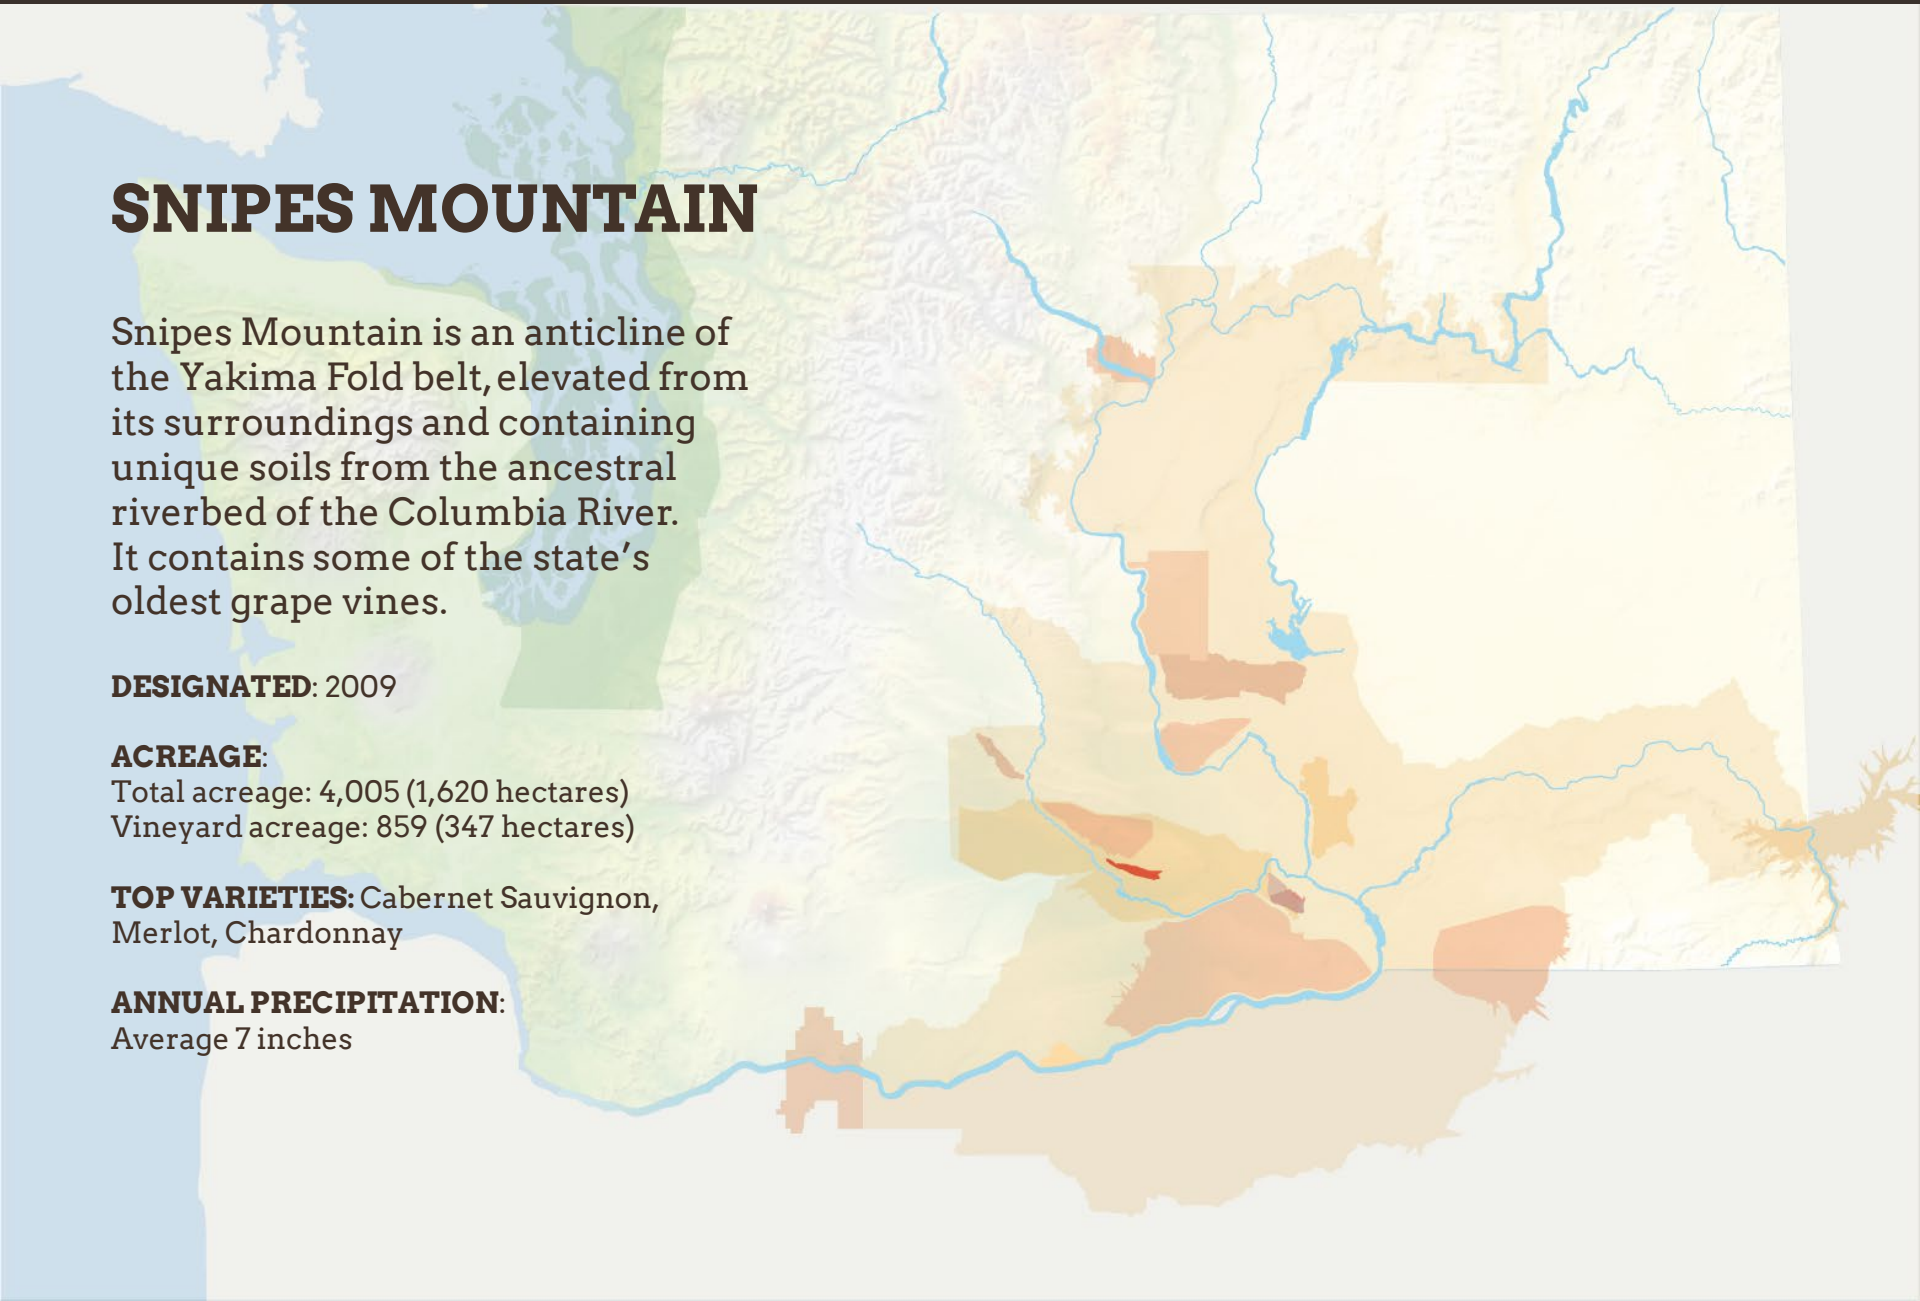 SNIPES MOUNTAIN
Snipes Mountain is an anticline of
the Yakima Fold belt, elevated from
its surroundings and containing
unique soils from the ancestral
riverbed of the Columbia River.
It contains some of the state’s
oldest grape vines.
DESIGNATED: 2009
ACREAGE:
Total acreage: 4,005 (1,620 hectares)
Vineyard acreage: 859 (347 hectares)
TOP VARIETIES: Cabernet Sauvignon,
Merlot, Chardonnay
ANNUAL PRECIPITATION:
Average 7 inches